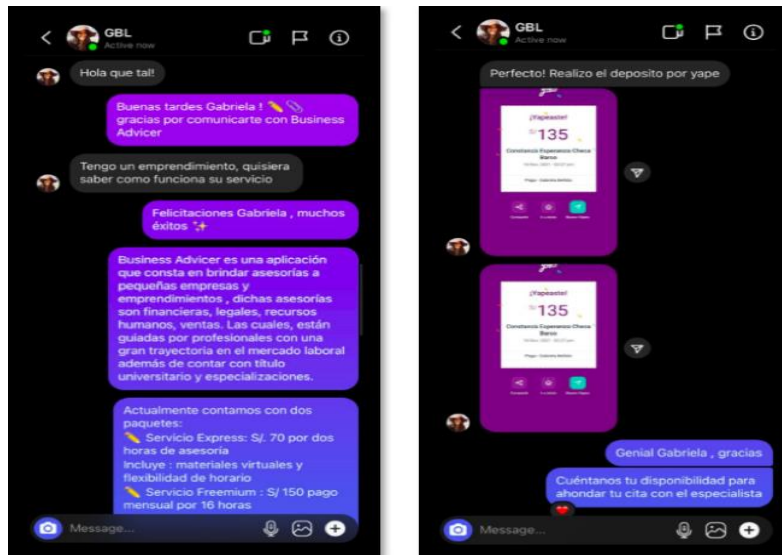 GBL
Active now
Hola que tal!
Buenas tardes Gabriela !
gracias por comunicarte con Business
Advicer
Tengo un emprendimiento, quisiera
saber como funciona su servicio
Felicitaciones Gabriela , muchos
éxitos
Business Advicer es una aplicación
que consta en brindar asesorías a
pequeñas empresas y
emprendimientos , dichas asesorías
son financieras, legales, recursos
humanos, ventas. Las cuales, están
guiadas por profesionales con una
gran trayectoria en el mercado laboral
además de contar con título
universitario y especializaciones.
Actualmente contamos con dos
paquetes:
Servicio Express: S/. 70 por dos
horas de asesoría
Incluye : materiales virtuales y
flexibilidad de horario
Servicio Freemium : S/ 150 pago
mensual por 16 horas
Message...
GBL
Active now
Perfecto! Realizo el deposito por yape
¡Yapeaste!
S/ 135
Constancia Esperanza Checa
¡Yapeaste!
S/ 135
Constancia Esperanza Checa
Genial Gabriela , gracias
Cuéntanos tu disponibilidad para
ahondar tu cita con el especialista
Message...